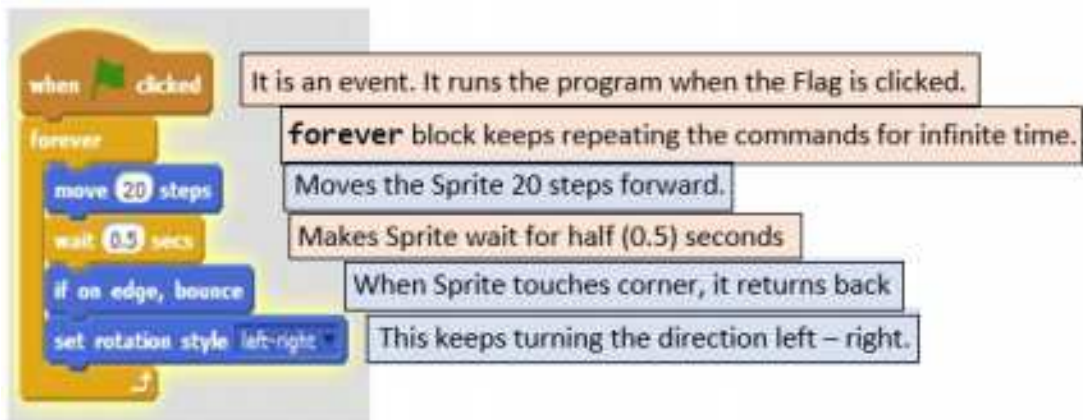 when clicked
It is an event. It runs the program when the Flag is clicked.
forever
forever block keeps repeating the commands for infinite time.
move 20 steps
Moves the Sprite 20 steps forward.
wait 0.5 secs
Makes Sprite wait for half (0.5) seconds
if on edge, bounce
When Sprite touches corner, it returns back
set rotation style left-right
This keeps turning the direction left – right.